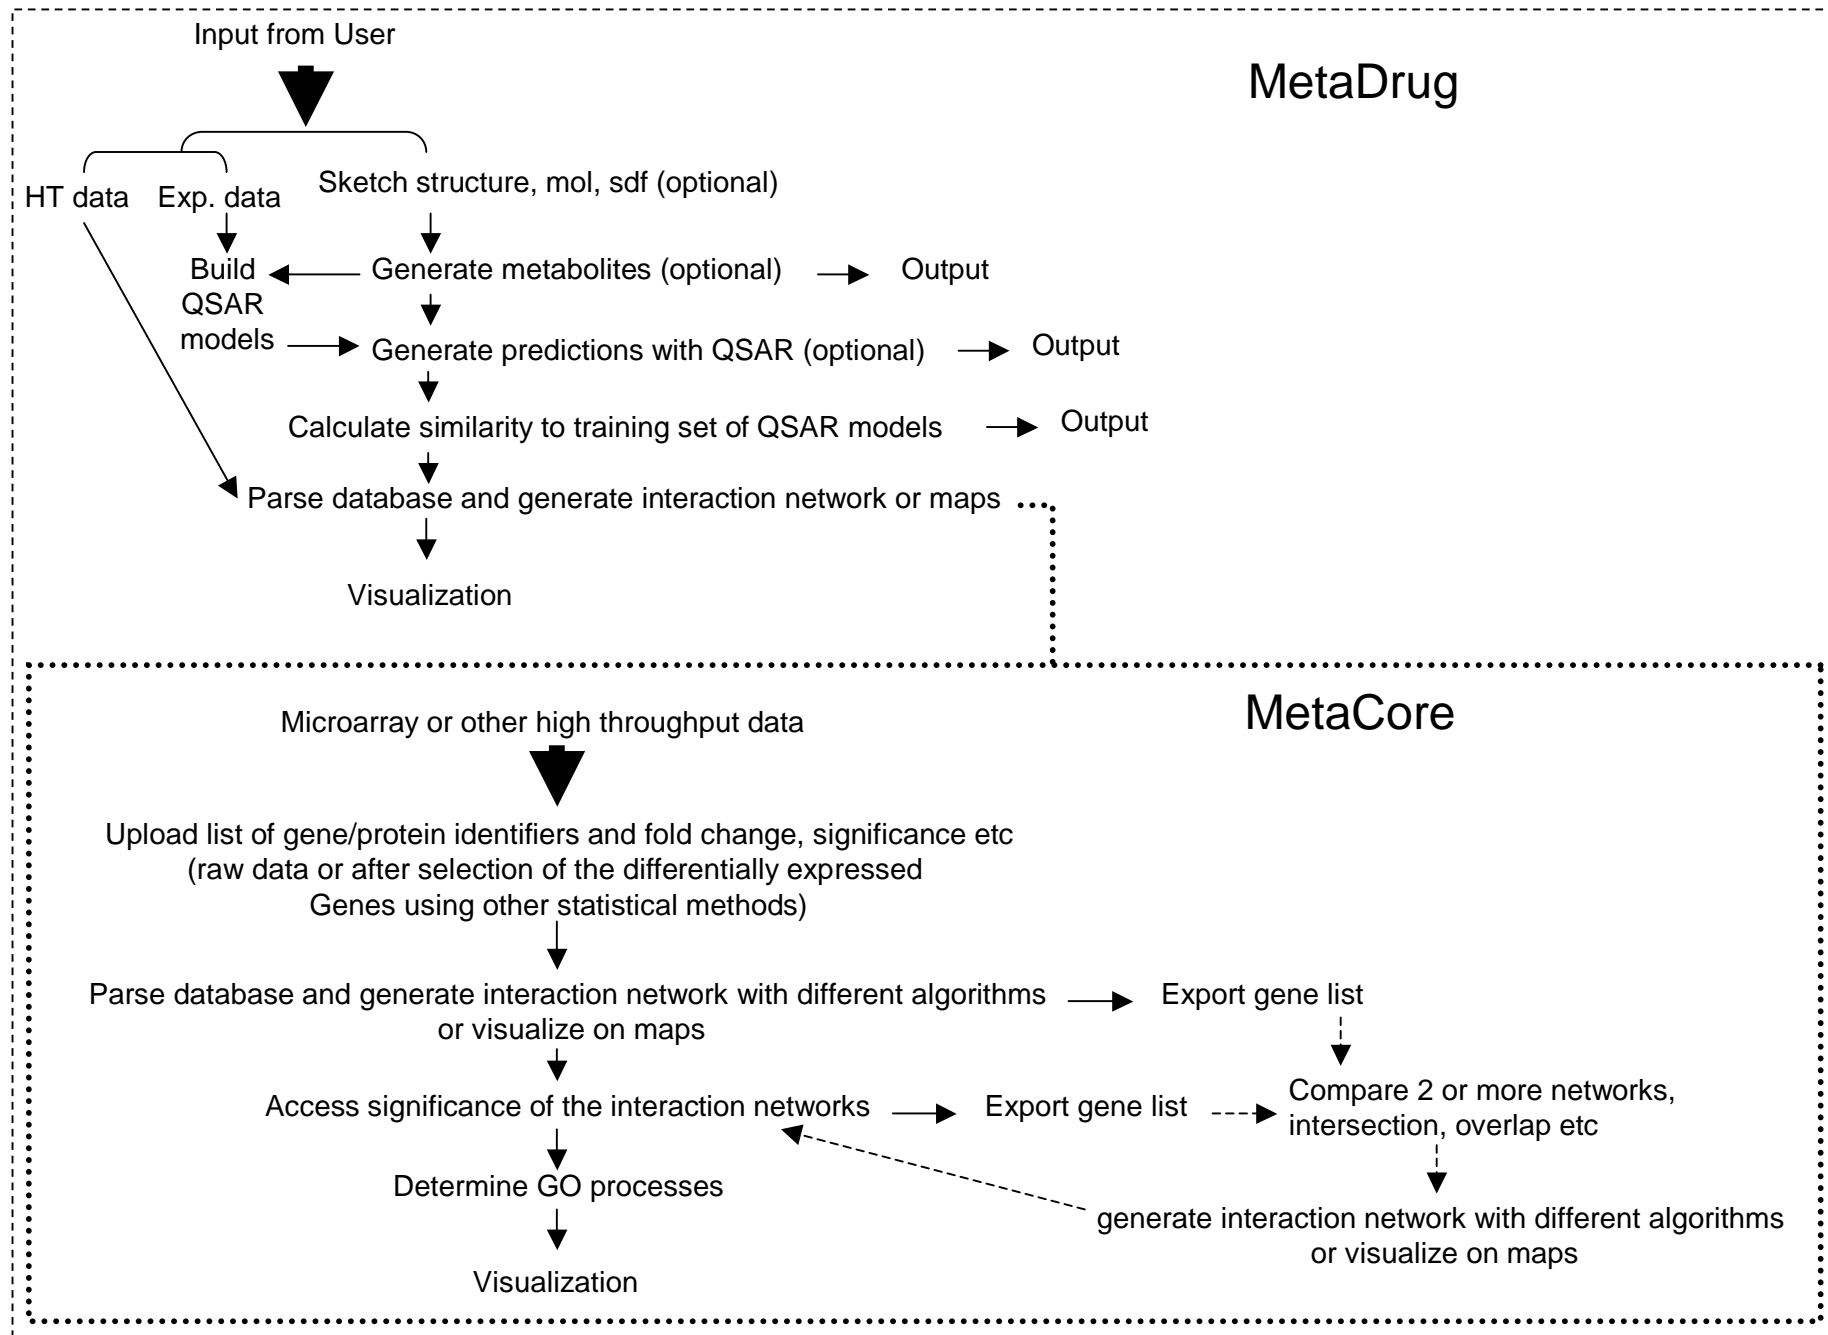 Input from User
MetaDrug
HT data
Exp. data
Sketch structure, mol, sdf (optional)
Build
QSAR
models
Generate metabolites (optional)
Output
Generate predictions with QSAR (optional)
Output
Calculate similarity to training set of QSAR models
Output
Parse database and generate interaction network or maps
Visualization
MetaCore
Microarray or other high throughput data
Upload list of gene/protein identifiers and fold change, significance etc
(raw data or after selection of the differentially expressed
Genes using other statistical methods)
Parse database and generate interaction network with different algorithms
or visualize on maps
Export gene list
Access significance of the interaction networks
Export gene list
Compare 2 or more networks,
intersection, overlap etc
Determine GO processes
generate interaction network with different algorithms
or visualize on maps
Visualization